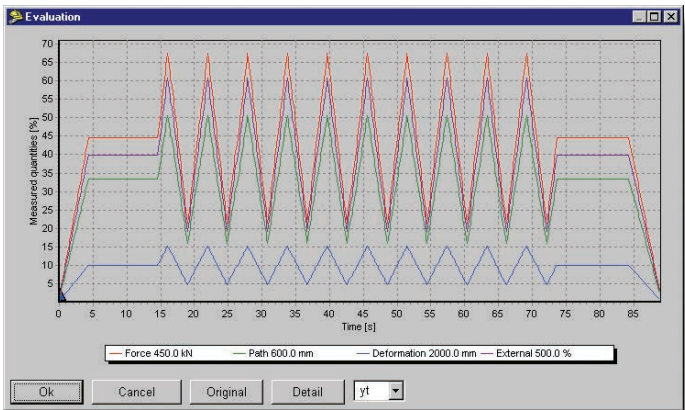 Evaluation
Measured quantities [%]
70
65
60
55
50
45
40
35
30
25
20
15
10
5
0 5 10 15 20 25 30 35 40 45 50 55 60 65 70 75 80 85
Time [s]
Force 450.0 kN Path 600.0 mm Deformation 2000.0 mm External 500.0 %
Ok Cancel Original Detail yt